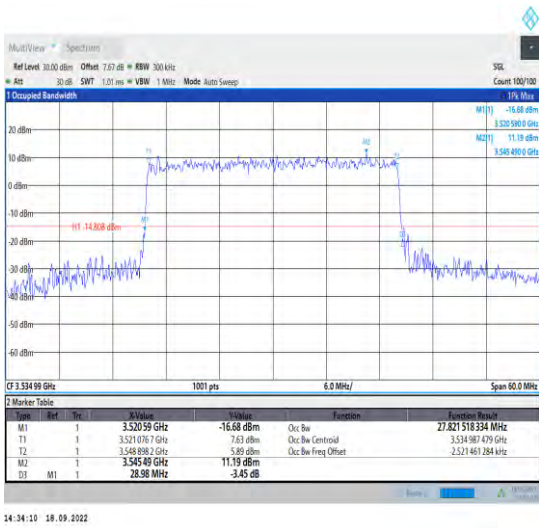 MultiView Spectrum
Ref Level 30.00 dBm Offset 7.67 dB RBW 300 kHz SGL
Att 30 dB SWT 1.01 ms VBW 1 MHz Mode Auto Sweep Count 100/100
1 Occupied Bandwidth 1Pk Max
M1[1] -16.68 dBm
3.520 590 0 GHz
M2[1] 11.19 dBm
3.545 490 0 GHz
20 dBm
10 dBm
0 dBm
-10 dBm
H1 -14.808 dBm
-20 dBm
-30 dBm
-40 dBm
-50 dBm
-60 dBm
T1
M2
M1
CF 3.534 99 GHz 1001 pts 6.0 MHz/ Span 60.0 MHz
2 Marker Table
Type Ref Trc X-Value Y-Value Function Function Result
M1 1 3.520 59 GHz -16.68 dBm Occ Bw 27.821 518 334 MHz
T1 1 3.521 076 7 GHz 7.63 dBm Occ Bw Centroid 3.534 987 479 GHz
T2 1 3.548 898 2 GHz 5.89 dBm Occ Bw Freq Offset -2.521 461 284 kHz
M2 1 3.545 49 GHz 11.19 dBm
D3 M1 1 28.98 MHz -3.45 dB
14:34:10 18.09.2022